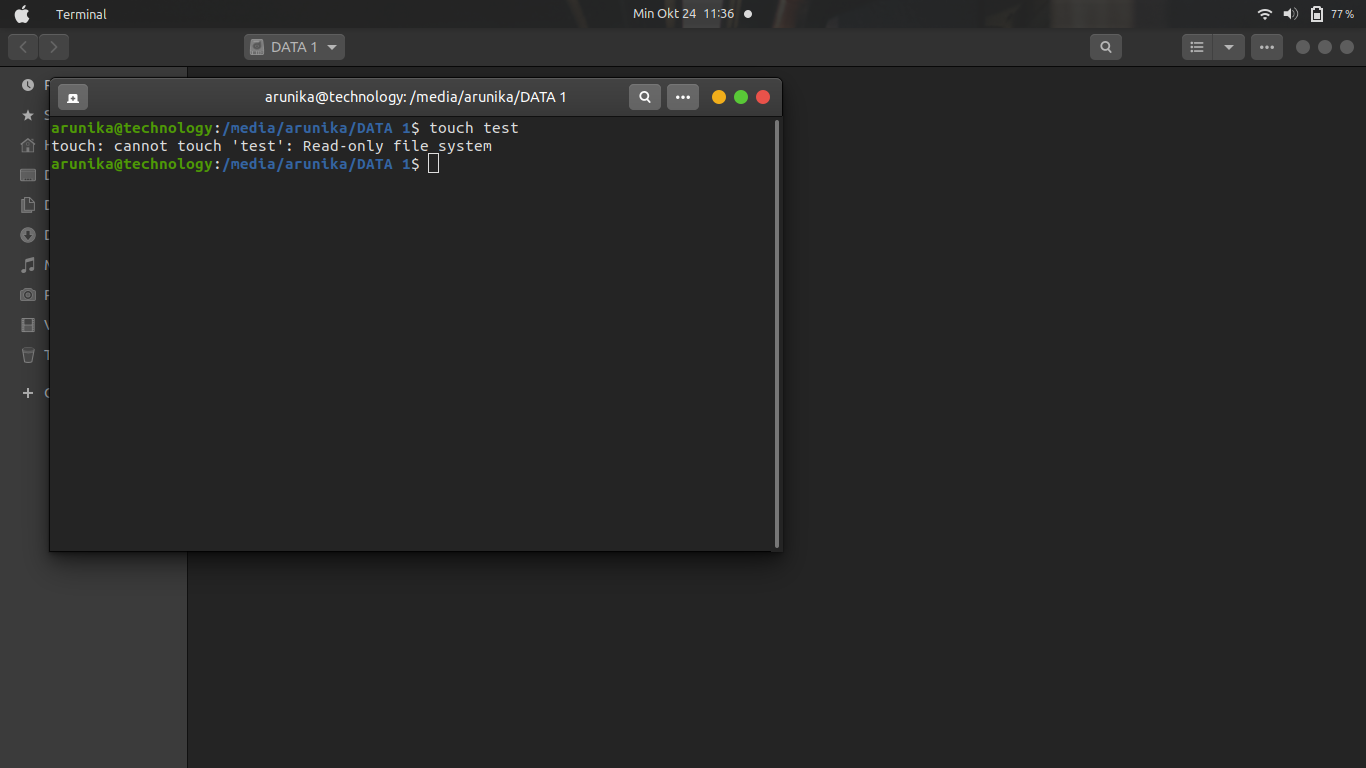 Terminal
Min Okt 24 11:36
77 %
DATA 1
arunika@technology: /media/arunika/DATA 1
arunika@technology:/media/arunika/DATA 1$ touch test
touch: cannot touch 'test': Read-only file system
arunika@technology:/media/arunika/DATA 1$